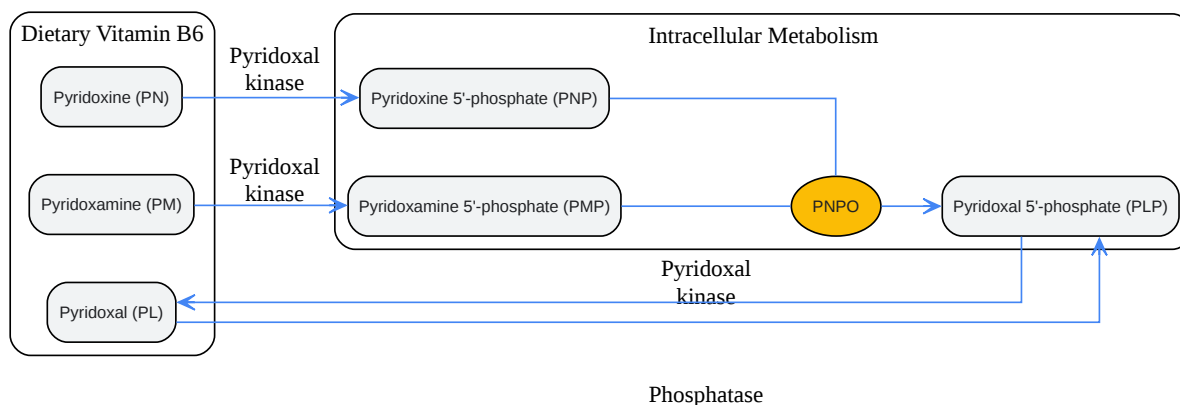 Dietary Vitamin B6
Intracellular Metabolism
Pyridoxal
kinase
Pyridoxine (PN)
Pyridoxine 5'-phosphate (PNP)
Pyridoxal
kinase
Pyridoxamine (PM)
Pyridoxamine 5'-phosphate (PMP)
PNPO
Pyridoxal 5'-phosphate (PLP)
Pyridoxal
kinase
Pyridoxal (PL)
Phosphatase